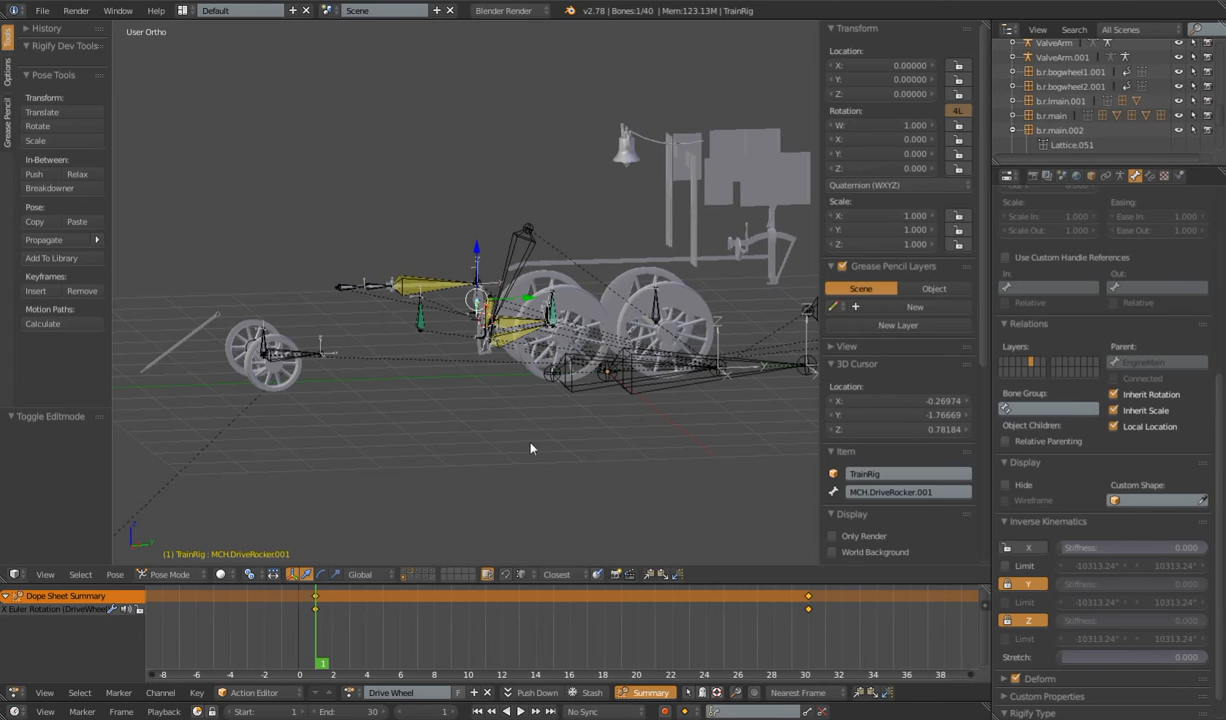 File Render Window Help Default Scene Blender Render v2.78 | Bones:1/40 | Mem:123.13M | TrainRig
Tools
Options
Grease Pencil
History
Rigify Dev Tools
Pose Tools
Transform:
Translate
Rotate
Scale
In-Between:
Push Relax
Breakdowner
Pose:
Copy Paste
Propagate
Add To Library
Keyframes:
Insert Remove
Motion Paths:
Calculate
Toggle Editmode
User Ortho
(1) TrainRig : MCH.DriveRocker.001
Transform
Location:
X: 0.00000
Y: 0.00000
Z: 0.00000
Rotation: 4L
W: 1.000
X: 0.000
Y: 0.000
Z: 0.000
Quaternion (WXYZ)
Scale:
X: 1.000
Y: 1.000
Z: 1.000
Grease Pencil Layers
Scene Object
New
New Layer
View
3D Cursor
Location:
X: -0.26974
Y: -1.76669
Z: 0.78184
Item
TrainRig
MCH.DriveRocker.001
Display
Only Render
World Background
View Search All Scenes
ValveArm
ValveArm.001
b.r.bogwheel1.001
b.r.bogwheel2.001
b.r.lmain.001
b.r.main
b.r.main.002
Lattice.051
Scale: Easing:
Scale In: 1.000 Ease In: 1.000
Scale Out: 1.000 Ease Out: 1.000
Use Custom Handle References
In: Out:
Relative Relative
Relations
Layers: Parent:
EngineMain
Connected
Bone Group: Inherit Rotation
Inherit Scale
Object Children: Local Location
Relative Parenting
Display
Hide Custom Shape:
Wireframe
Inverse Kinematics
X Stiffness: 0.000
Limit -10313.24° 10313.24°
Y Stiffness: 0.000
Limit -10313.24° 10313.24°
Z Stiffness: 0.000
Limit -10313.24° 10313.24°
Stretch: 0.000
Deform
Custom Properties
Rigify Type
View Select Pose Pose Mode Global Closest
Dope Sheet Summary
X Euler Rotation (DriveWheel
1
-8 -6 -4 -2 0 2 4 6 8 10 12 14 16 18 20 22 24 26 28 30 32 34 36 38
View Select Marker Channel Key Action Editor Drive Wheel F Push Down Stash Summary Nearest Frame
View Marker Frame Playback Start: 1 End: 30 1 No Sync